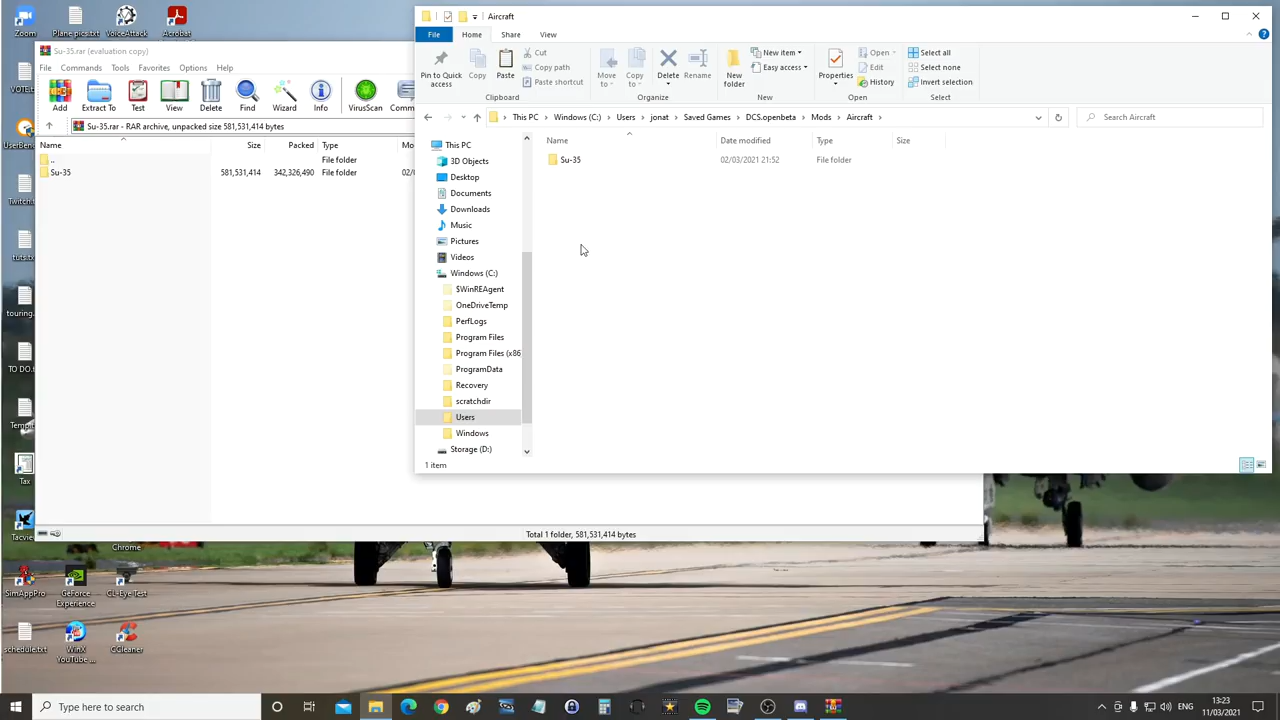 Zoom
Plane pics.txt
VoiceAttack
Acrobat
Su-35.rar (evaluation copy)
File Commands Tools Favorites Options Help
Add Extract To Test View Delete Find Wizard Info VirusScan
Su-35.rar - RAR archive, unpacked size 581,531,414 bytes
Name Size Packed Type
.. File folder
Su-35 581,531,414 342,326,490 File folder
Total 1 folder, 581,531,414 bytes
Aircraft
File Home Share View
Pin to Quick access
Copy
Paste
Cut
Copy path
Paste shortcut
Clipboard
Move to
Copy to
Delete
Rename
Organize
New folder
New item
Easy access
New
Properties
Open
Edit
History
Open
Select all
Select none
Invert selection
Select
This PC > Windows (C:) > Users > jonat > Saved Games > DCS.openbeta > Mods > Aircraft >
Search Aircraft
Name Date modified Type Size
Su-35 02/03/2021 21:52 File folder
This PC
3D Objects
Desktop
Documents
Downloads
Music
Pictures
Videos
Windows (C:)
$WinREAgent
OneDriveTemp
PerfLogs
Program Files
Program Files (x86
ProgramData
Recovery
scratchdir
Users
Windows
Storage (D:)
1 item
Twitch.
TO DO.t
Tax
Chrome
SimAppPro
GeForce Experience
CL-Eye Test
schedule.txt
WinX YouTube ...
CCleaner
Type here to search
ENG
13:23
11/03/2021